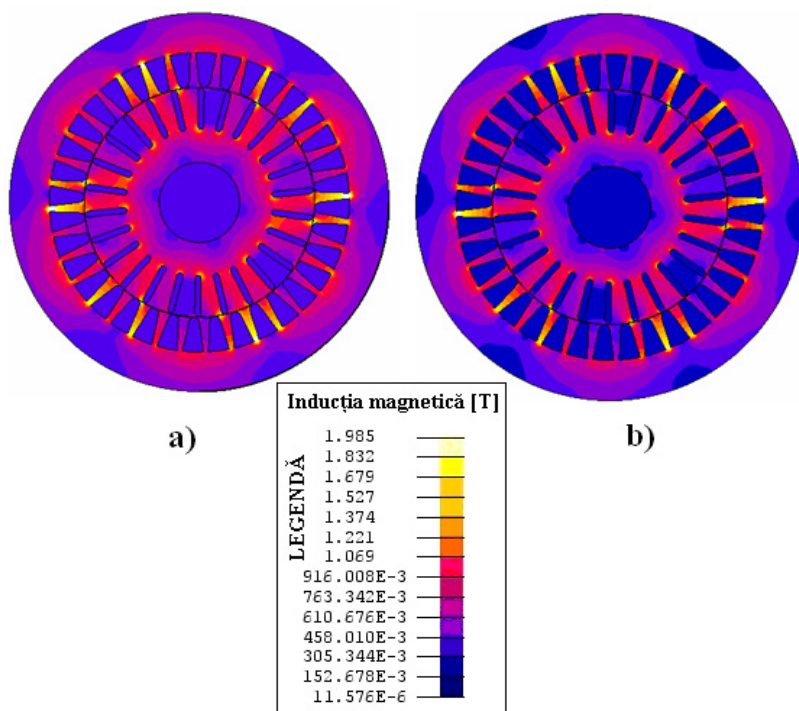 a)
b)
Inducția magnetică [T]
LEGENDĂ
1.985
1.832
1.679
1.527
1.374
1.221
1.069
916.008E-3
763.342E-3
610.676E-3
458.010E-3
305.344E-3
152.678E-3
11.576E-6